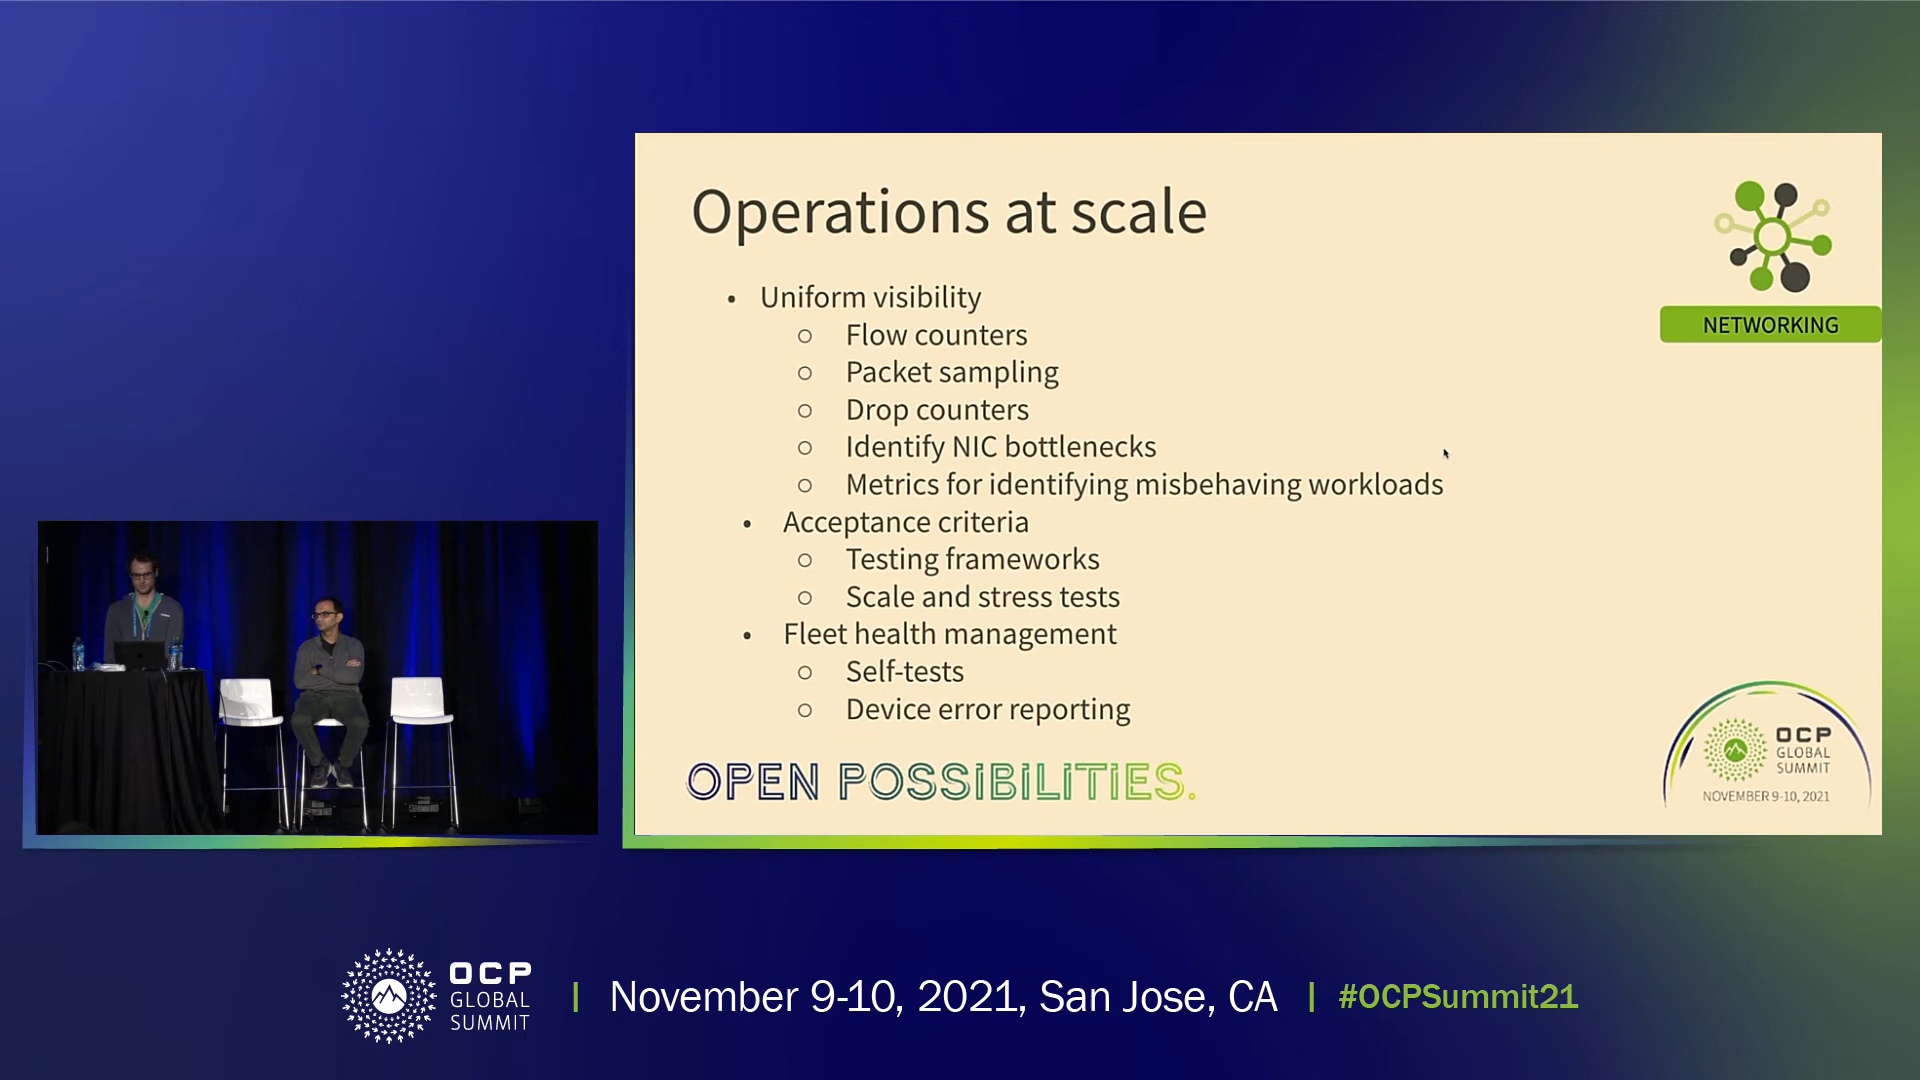 Operations at scale
• Uniform visibility
○ Flow counters
○ Packet sampling
○ Drop counters
○ Identify NIC bottlenecks
○ Metrics for identifying misbehaving workloads
• Acceptance criteria
○ Testing frameworks
○ Scale and stress tests
• Fleet health management
○ Self-tests
○ Device error reporting
NETWORKING
OPEN POSSIBILITIES.
OCP
GLOBAL
SUMMIT
NOVEMBER 9-10, 2021
OCP
GLOBAL
SUMMIT
| November 9-10, 2021, San Jose, CA | #OCPSummit21